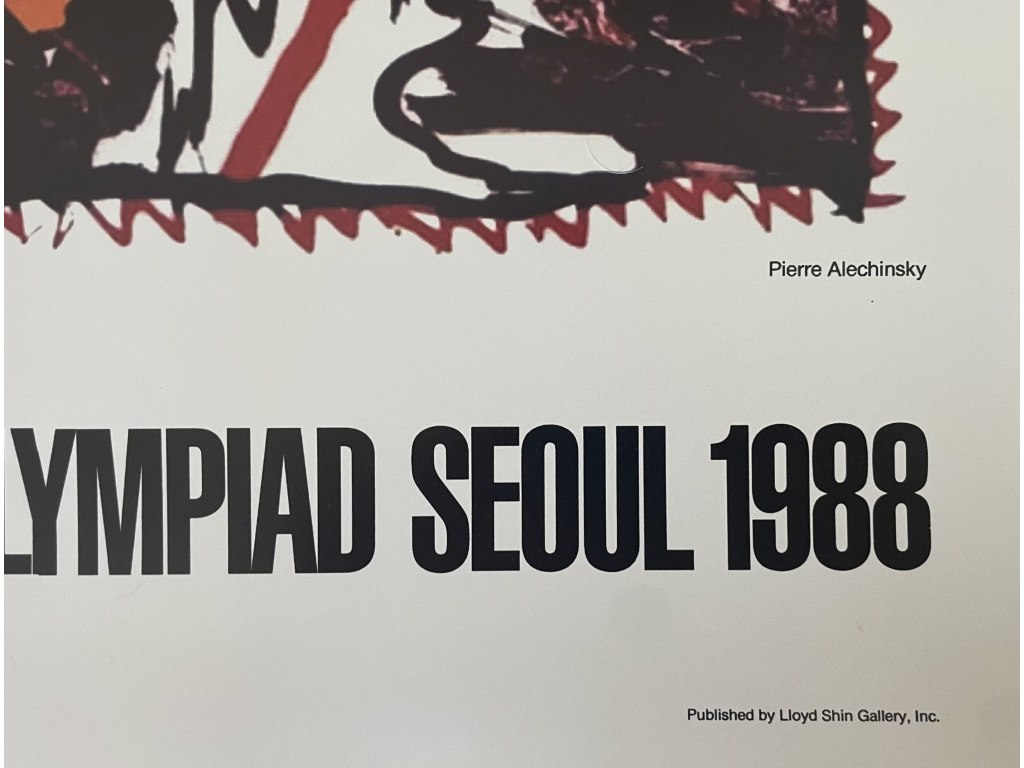 Pierre Alechinsky
LYMPIAD SEOUL 1988
Published by Lloyd Shin Gallery, Inc.